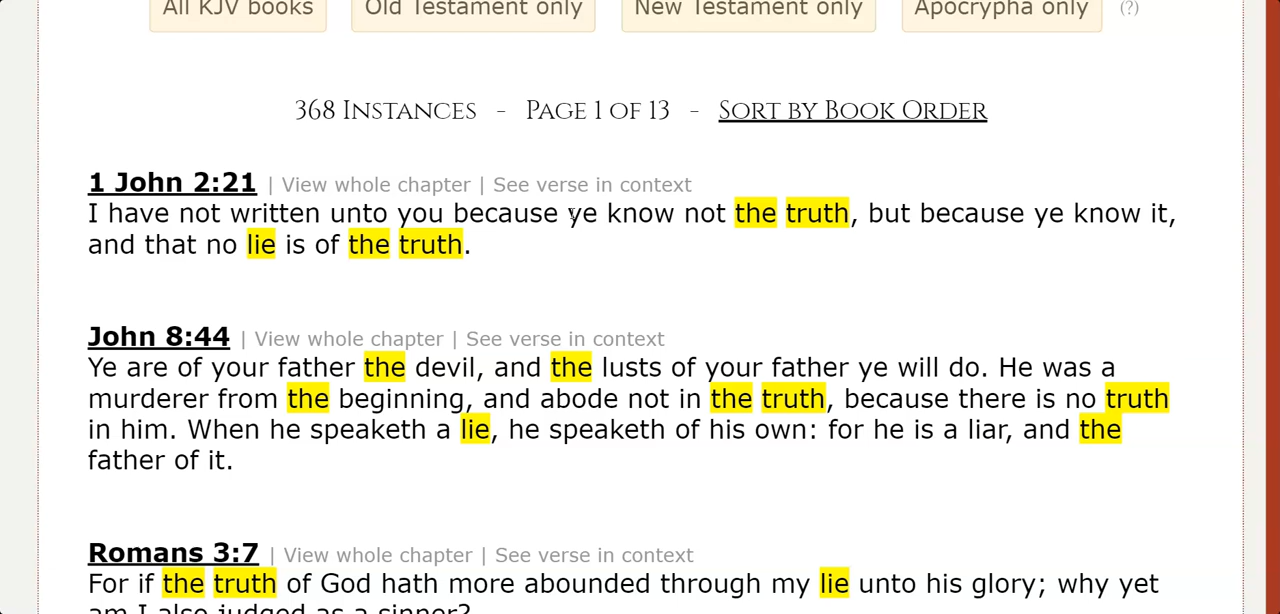 All KJV books Old Testament only New Testament only Apocrypha only (?)
368 Instances - Page 1 of 13 - Sort by Book Order
1 John 2:21 | View whole chapter | See verse in context
I have not written unto you because ye know not the truth, but because ye know it,
and that no lie is of the truth.
John 8:44 | View whole chapter | See verse in context
Ye are of your father the devil, and the lusts of your father ye will do. He was a
murderer from the beginning, and abode not in the truth, because there is no truth
in him. When he speaketh a lie, he speaketh of his own: for he is a liar, and the
father of it.
Romans 3:7 | View whole chapter | See verse in context
For if the truth of God hath more abounded through my lie unto his glory; why yet
am I also judged as a sinner?